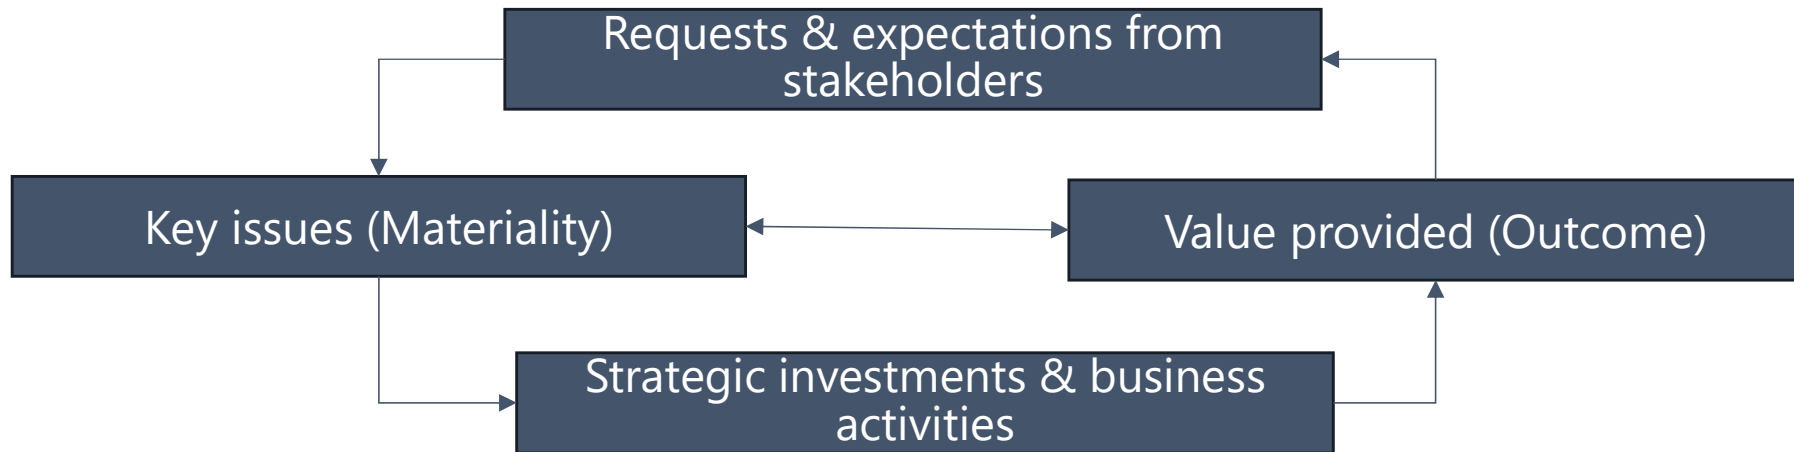 Requests & expectations from
stakeholders
Key issues (Materiality)
Value provided (Outcome)
Strategic investments & business
activities